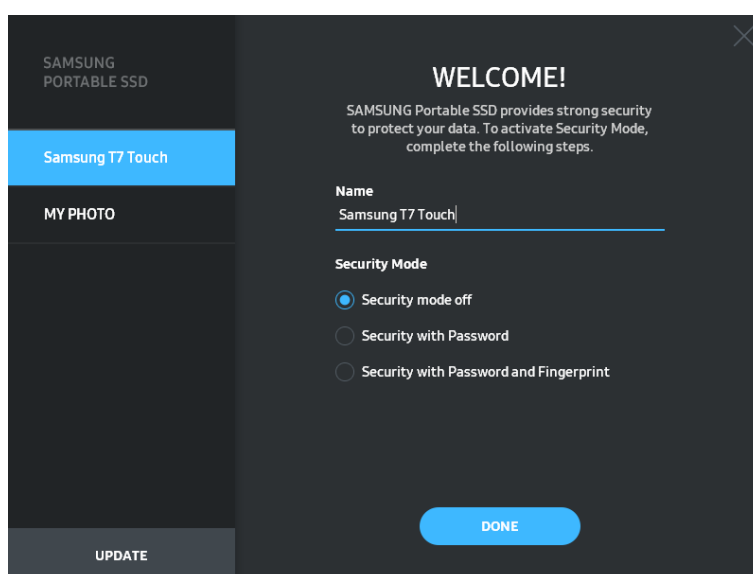 SAMSUNG
PORTABLE SSD
Samsung T7 Touch
MY PHOTO
UPDATE
WELCOME!
SAMSUNG Portable SSD provides strong security
to protect your data. To activate Security Mode,
complete the following steps.
Name
Samsung T7 Touch
Security Mode
Security mode off
Security with Password
Security with Password and Fingerprint
DONE